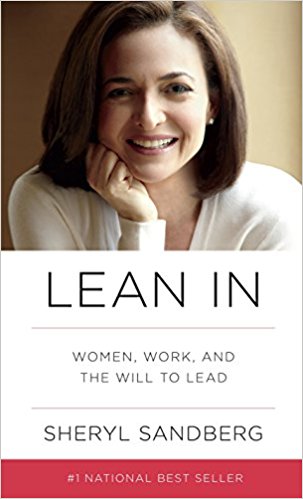 LEAN IN
WOMEN, WORK, AND
THE WILL TO LEAD
SHERYL SANDBERG
#1 NATIONAL BEST SELLER